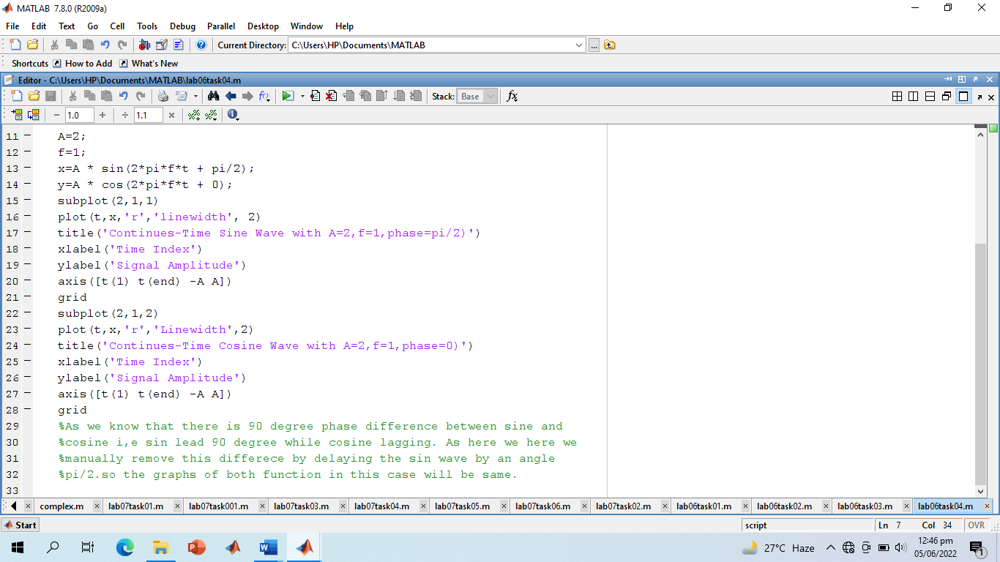 MATLAB 7.8.0 (R2009a)
File Edit Text Go Cell Tools Debug Parallel Desktop Window Help
Current Directory: C:\Users\HP\Documents\MATLAB
Shortcuts How to Add What's New
Editor - C:\Users\HP\Documents\MATLAB\lab06task04.m
Stack: Base fx
− 1.0 + ÷ 1.1 ×
11 – A=2;
12 – f=1;
13 – x=A * sin(2*pi*f*t + pi/2);
14 – y=A * cos(2*pi*f*t + 0);
15 – subplot(2,1,1)
16 – plot(t,x,'r','linewidth', 2)
17 – title('Continues-Time Sine Wave with A=2,f=1,phase=pi/2)')
18 – xlabel('Time Index')
19 – ylabel('Signal Amplitude')
20 – axis([t(1) t(end) -A A])
21 – grid
22 – subplot(2,1,2)
23 – plot(t,x,'r','Linewidth',2)
24 – title('Continues-Time Cosine Wave with A=2,f=1,phase=0)')
25 – xlabel('Time Index')
26 – ylabel('Signal Amplitude')
27 – axis([t(1) t(end) -A A])
28 – grid
29 %As we know that there is 90 degree phase difference between sine and
30 %cosine i,e sin lead 90 degree while cosine lagging. As here we here we
31 %manually remove this differece by delaying the sin wave by an angle
32 %pi/2.so the graphs of both function in this case will be same.
33
complex.m lab07task01.m lab07task001.m lab07task03.m lab07task04.m lab07task05.m lab07task06.m lab07task02.m lab06task01.m lab06task02.m lab06task03.m lab06task04.m
Start script Ln 7 Col 34 OVR
27°C Haze 12:46 pm
05/06/2022 1